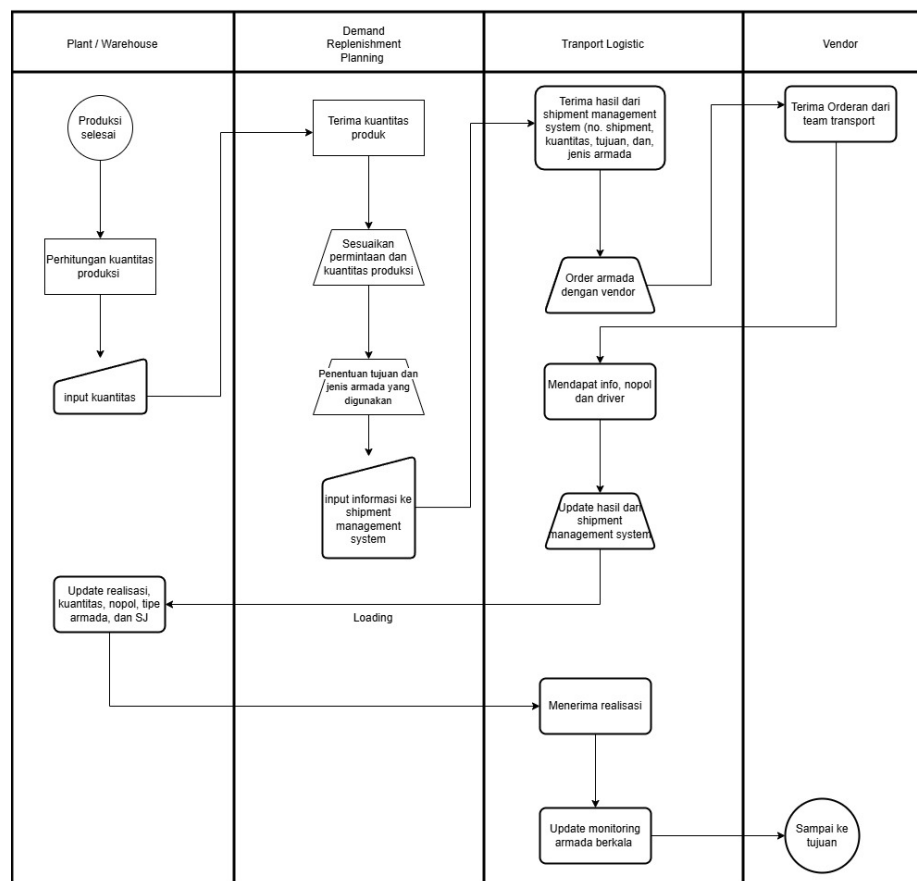 Plant / Warehouse
Demand
Replenishment
Planning
Tranport Logistic
Vendor
Produksi
selesai
Perhitungan kuantitas
produksi
input kuantitas
Terima kuantitas
produk
Sesuaikan
permintaan dan
kuantitas produksi
Penentuan tujuan dan
jenis armada yang
digunakan
input informasi ke
shipment
management
system
Terima hasil dari
shipment management
system (no. shipment,
kuantitas, tujuan, dan,
jenis armada
Order armada
dengan vendor
Terima Orderan dari
team transport
Mendapat info, nopol
dan driver
Update hasil dari
shipment
management system
Loading
Update realisasi,
kuantitas, nopol, tipe
armada, dan SJ
Menerima realisasi
Update monitoring
armada berkala
Sampai ke
tujuan